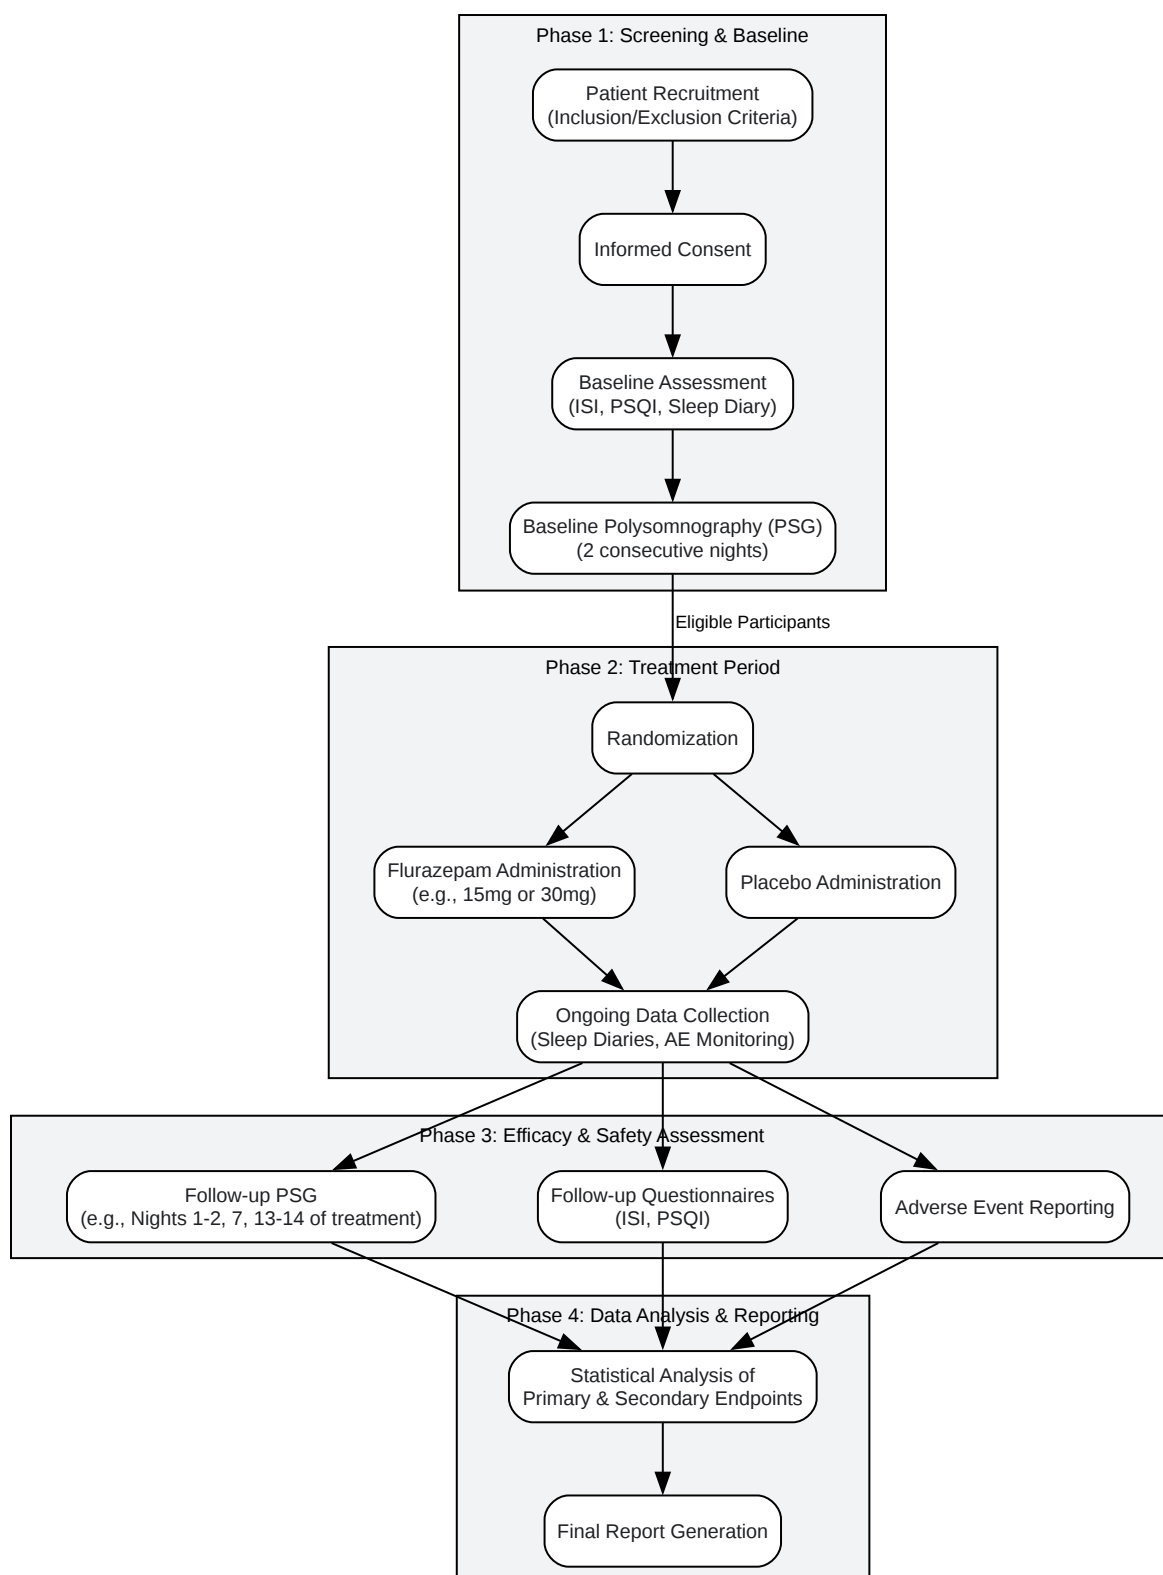 Phase 1: Screening & Baseline
Patient Recruitment
(Inclusion/Exclusion Criteria)
Informed Consent
Baseline Assessment
(ISI, PSQI, Sleep Diary)
Baseline Polysomnography (PSG)
(2 consecutive nights)
Eligible Participants
Phase 2: Treatment Period
Randomization
Flurazepam Administration
(e.g., 15mg or 30mg)
Placebo Administration
Ongoing Data Collection
(Sleep Diaries, AE Monitoring)
Phase 3: Efficacy & Safety Assessment
Follow-up PSG
(e.g., Nights 1-2, 7, 13-14 of treatment)
Follow-up Questionnaires
(ISI, PSQI)
Adverse Event Reporting
Phase 4: Data Analysis & Reporting
Statistical Analysis of
Primary & Secondary Endpoints
Final Report Generation